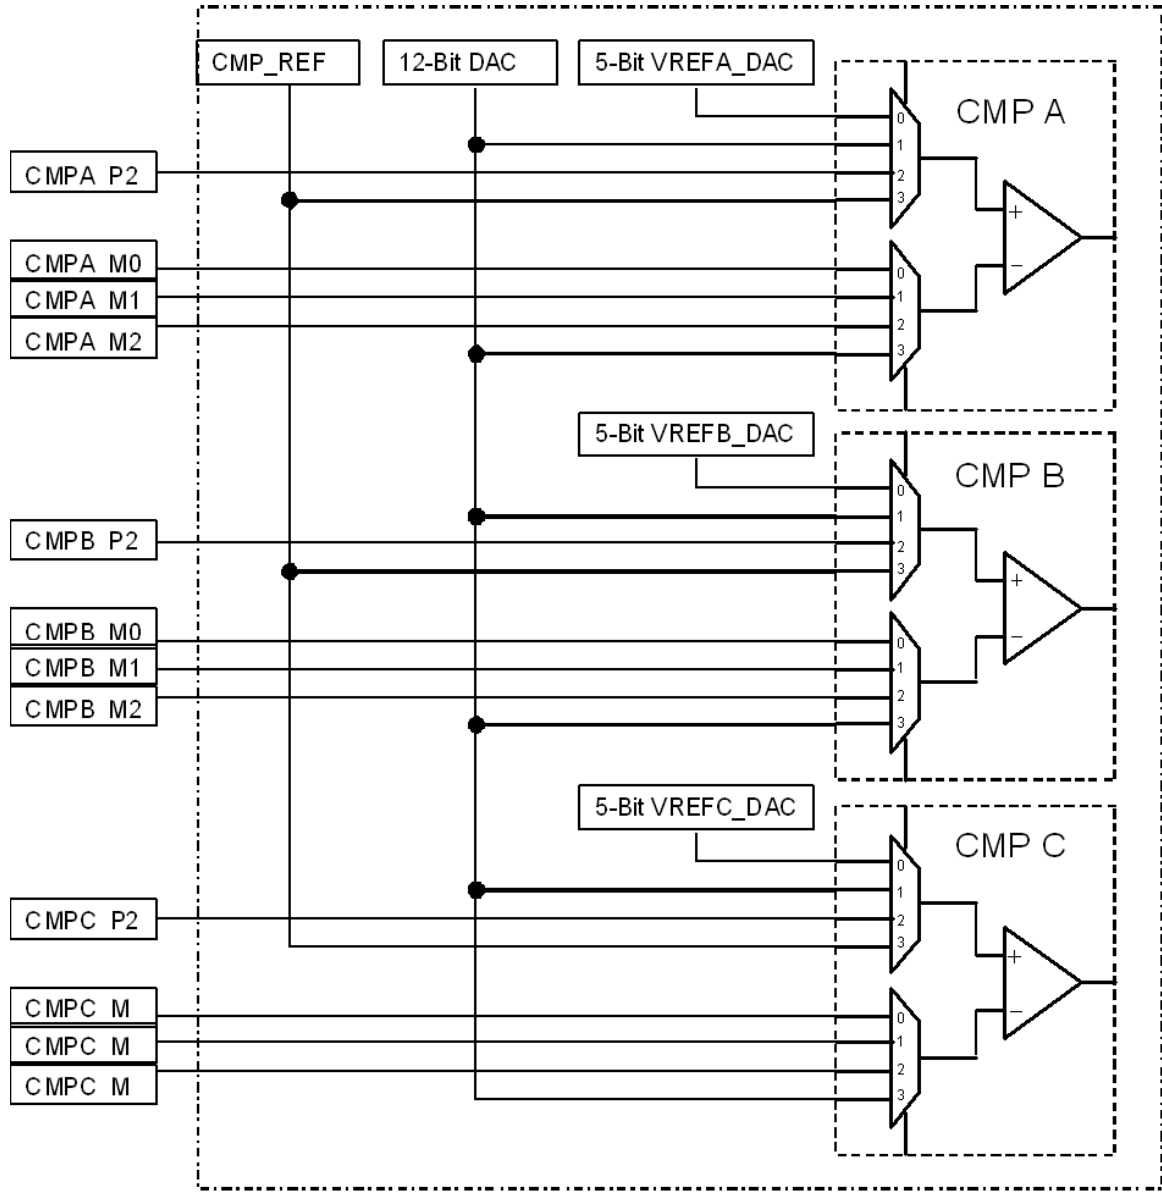 CMP_REF
12-Bit DAC
5-Bit VREFA_DAC
CMP A
0
1
CMPA P2
2
3
+
CMPA M0
0
−
CMPA M1
1
CMPA M2
2
3
5-Bit VREFB_DAC
CMP B
0
1
CMPB P2
2
3
+
CMPB M0
0
−
CMPB M1
1
CMPB M2
2
3
5-Bit VREFC_DAC
CMP C
0
1
CMPC P2
2
3
+
CMPC M
0
−
CMPC M
1
CMPC M
2
3